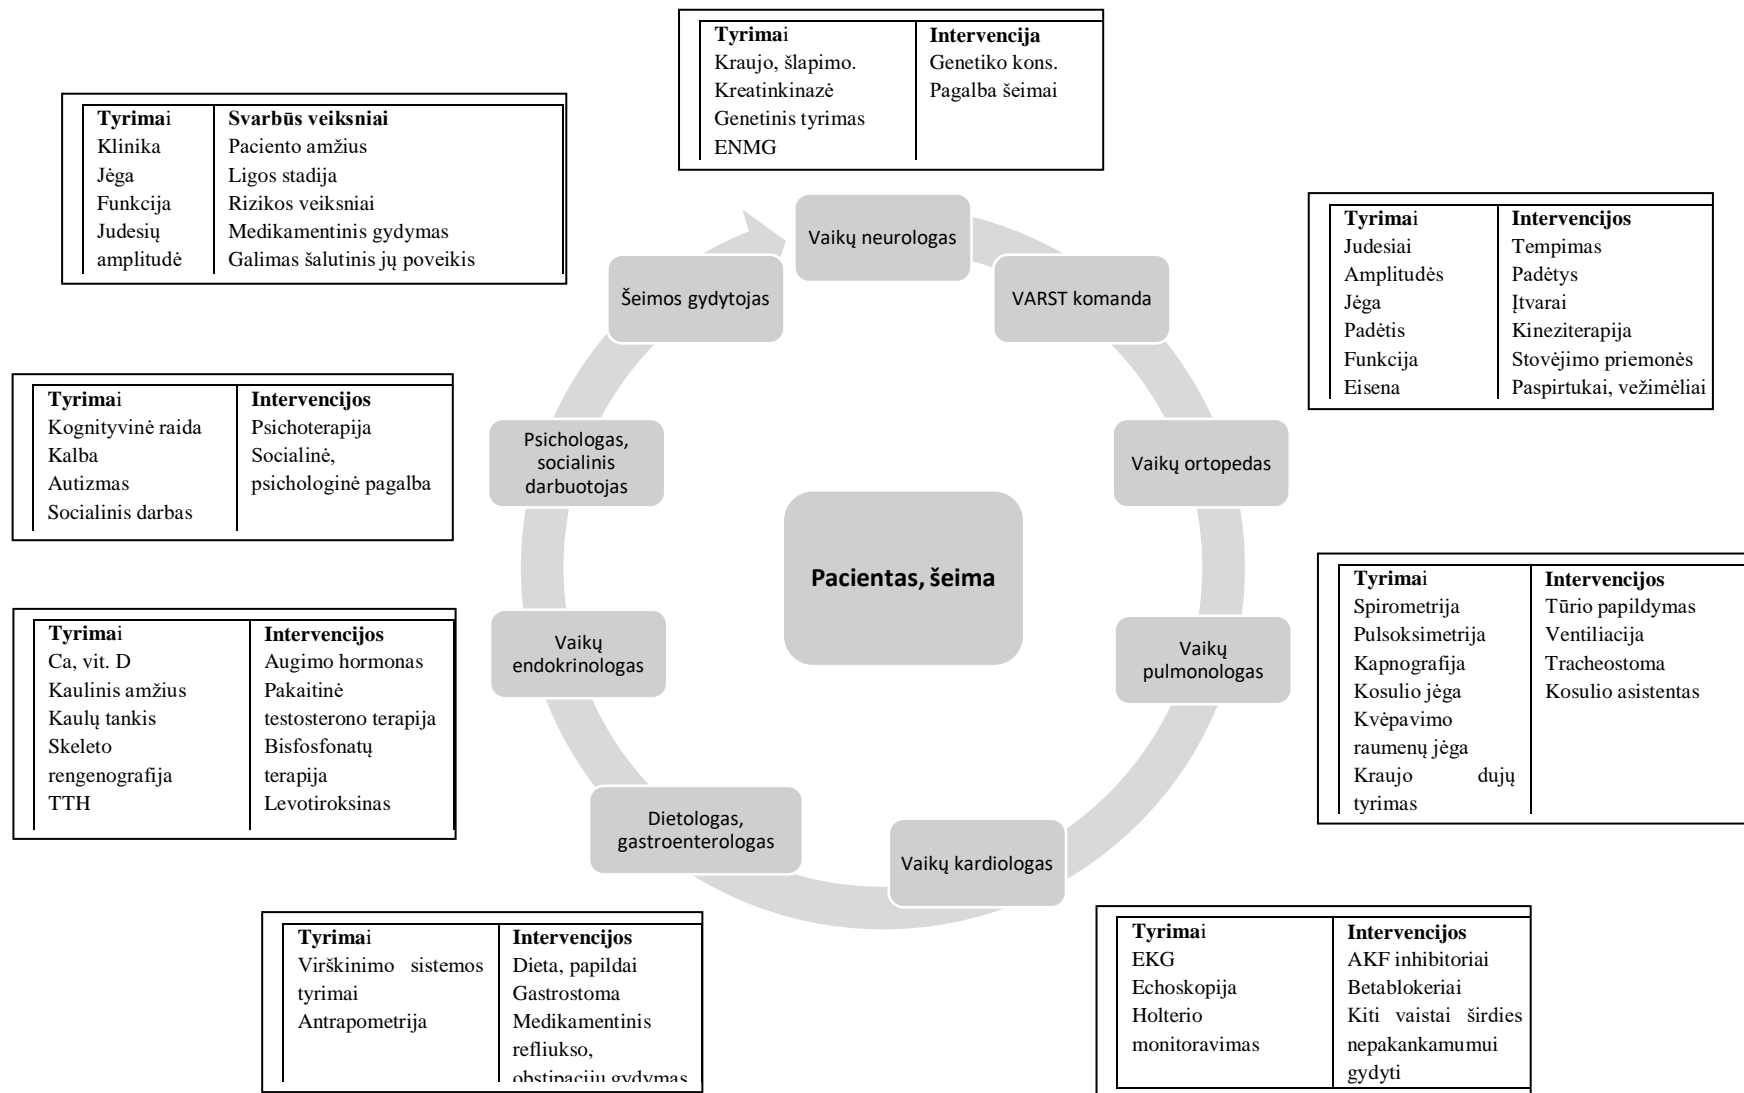 Tyrimai
Kraujo, šlapimo.
Kreatinkinazė
Genetinis tyrimas
ENMG
Intervencija
Genetiko kons.
Pagalba šeimai
Tyrimai
Klinika
Jėga
Funkcija
Judesių
amplitudė
Svarbūs veiksniai
Paciento amžius
Ligos stadija
Rizikos veiksniai
Medikamentinis gydymas
Galimas šalutinis jų poveikis
Vaikų neurologas
Šeimos gydytojas
VARST komanda
Tyrimai
Judesiai
Amplitudės
Jėga
Padėtis
Funkcija
Eisena
Intervencijos
Tempimas
Padėtys
Įtvarai
Kineziterapija
Stovėjimo priemonės
Paspirtukai, vežimėliai
Tyrimai
Kognityvinė raida
Kalba
Autizmas
Socialinis darbas
Intervencijos
Psichoterapija
Socialinė,
psichologinė pagalba
Psichologas,
socialinis
darbuotojas
Vaikų ortopedas
Pacientas, šeima
Tyrimai
Spirometrija
Pulsoksimetrija
Kapnografija
Kosulio jėga
Kvėpavimo
raumenų jėga
Kraujo dujų
tyrimas
Intervencijos
Tūrio papildymas
Ventiliacija
Tracheostoma
Kosulio asistentas
Tyrimai
Ca, vit. D
Kaulinis amžius
Kaulų tankis
Skeleto
rengenografija
TTH
Intervencijos
Augimo hormonas
Pakaitinė
testosterono terapija
Bisfosfonatų
terapija
Levotiroksinas
Vaikų
endokrinologas
Vaikų
pulmonologas
Dietologas,
gastroenterologas
Vaikų kardiologas
Tyrimai
Virškinimo sistemos
tyrimai
Antrapometrija
Intervencijos
Dieta, papildai
Gastrostoma
Medikamentinis
refliukso,
obstipacijų gydymas
Tyrimai
EKG
Echoskopija
Holterio
monitoravimas
Intervencijos
AKF inhibitoriai
Betablokeriai
Kiti vaistai širdies
nepakankamumui
gydyti